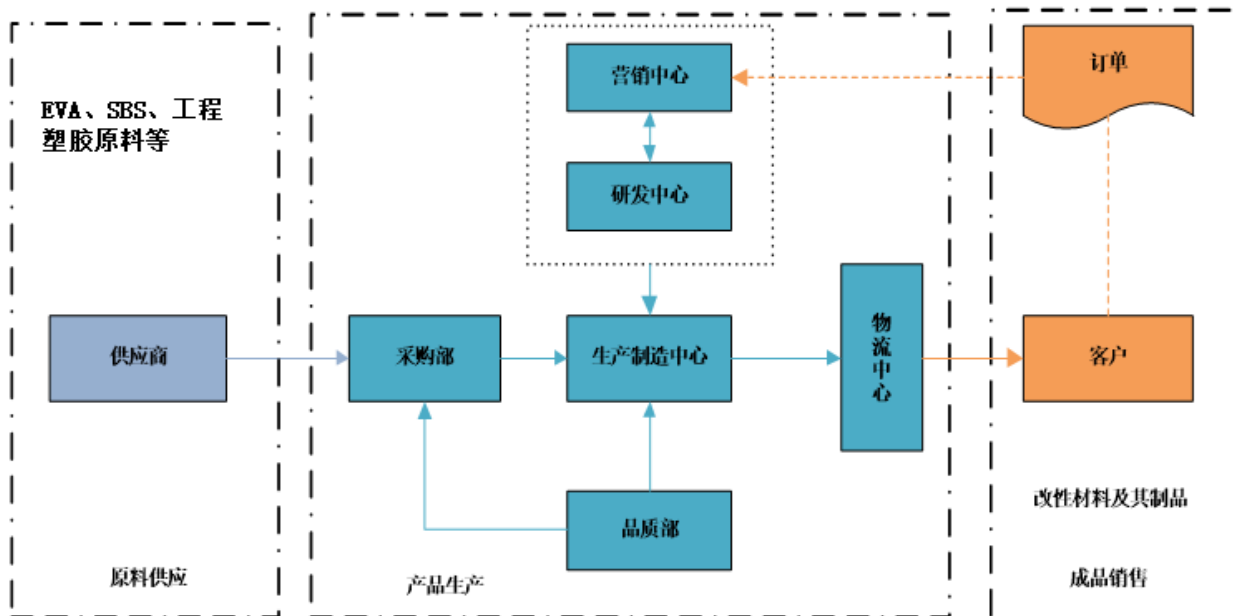 订单
营销中心
EVA、SBS、工程
塑胶原料等
研发中心
供应商
采购部
生产制造中心
物流中心
客户
改性材料及其制品
品质部
原料供应
产品生产
成品销售